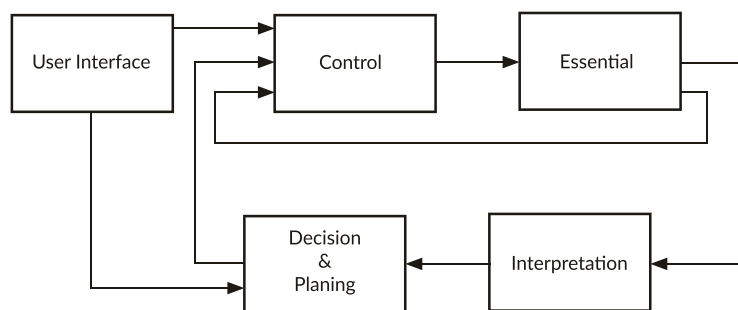 User Interface
Control
Essential
Decision
&
Planing
Interpretation